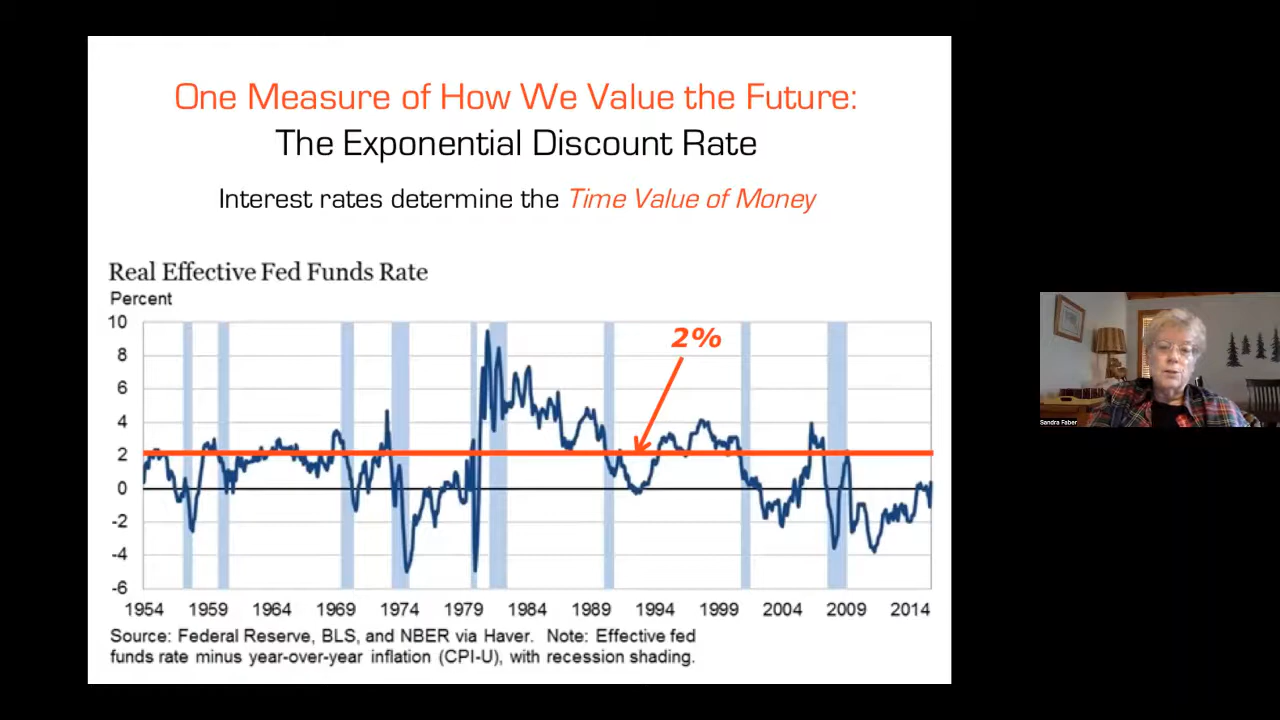 One Measure of How We Value the Future:
The Exponential Discount Rate
Interest rates determine the Time Value of Money
Real Effective Fed Funds Rate
Percent
10
8
6
4
2
0
-2
-4
-6
2%
1954 1959 1964 1969 1974 1979 1984 1989 1994 1999 2004 2009 2014
Source: Federal Reserve, BLS, and NBER via Haver. Note: Effective fed
funds rate minus year-over-year inflation (CPI-U), with recession shading.
Sandra Faber